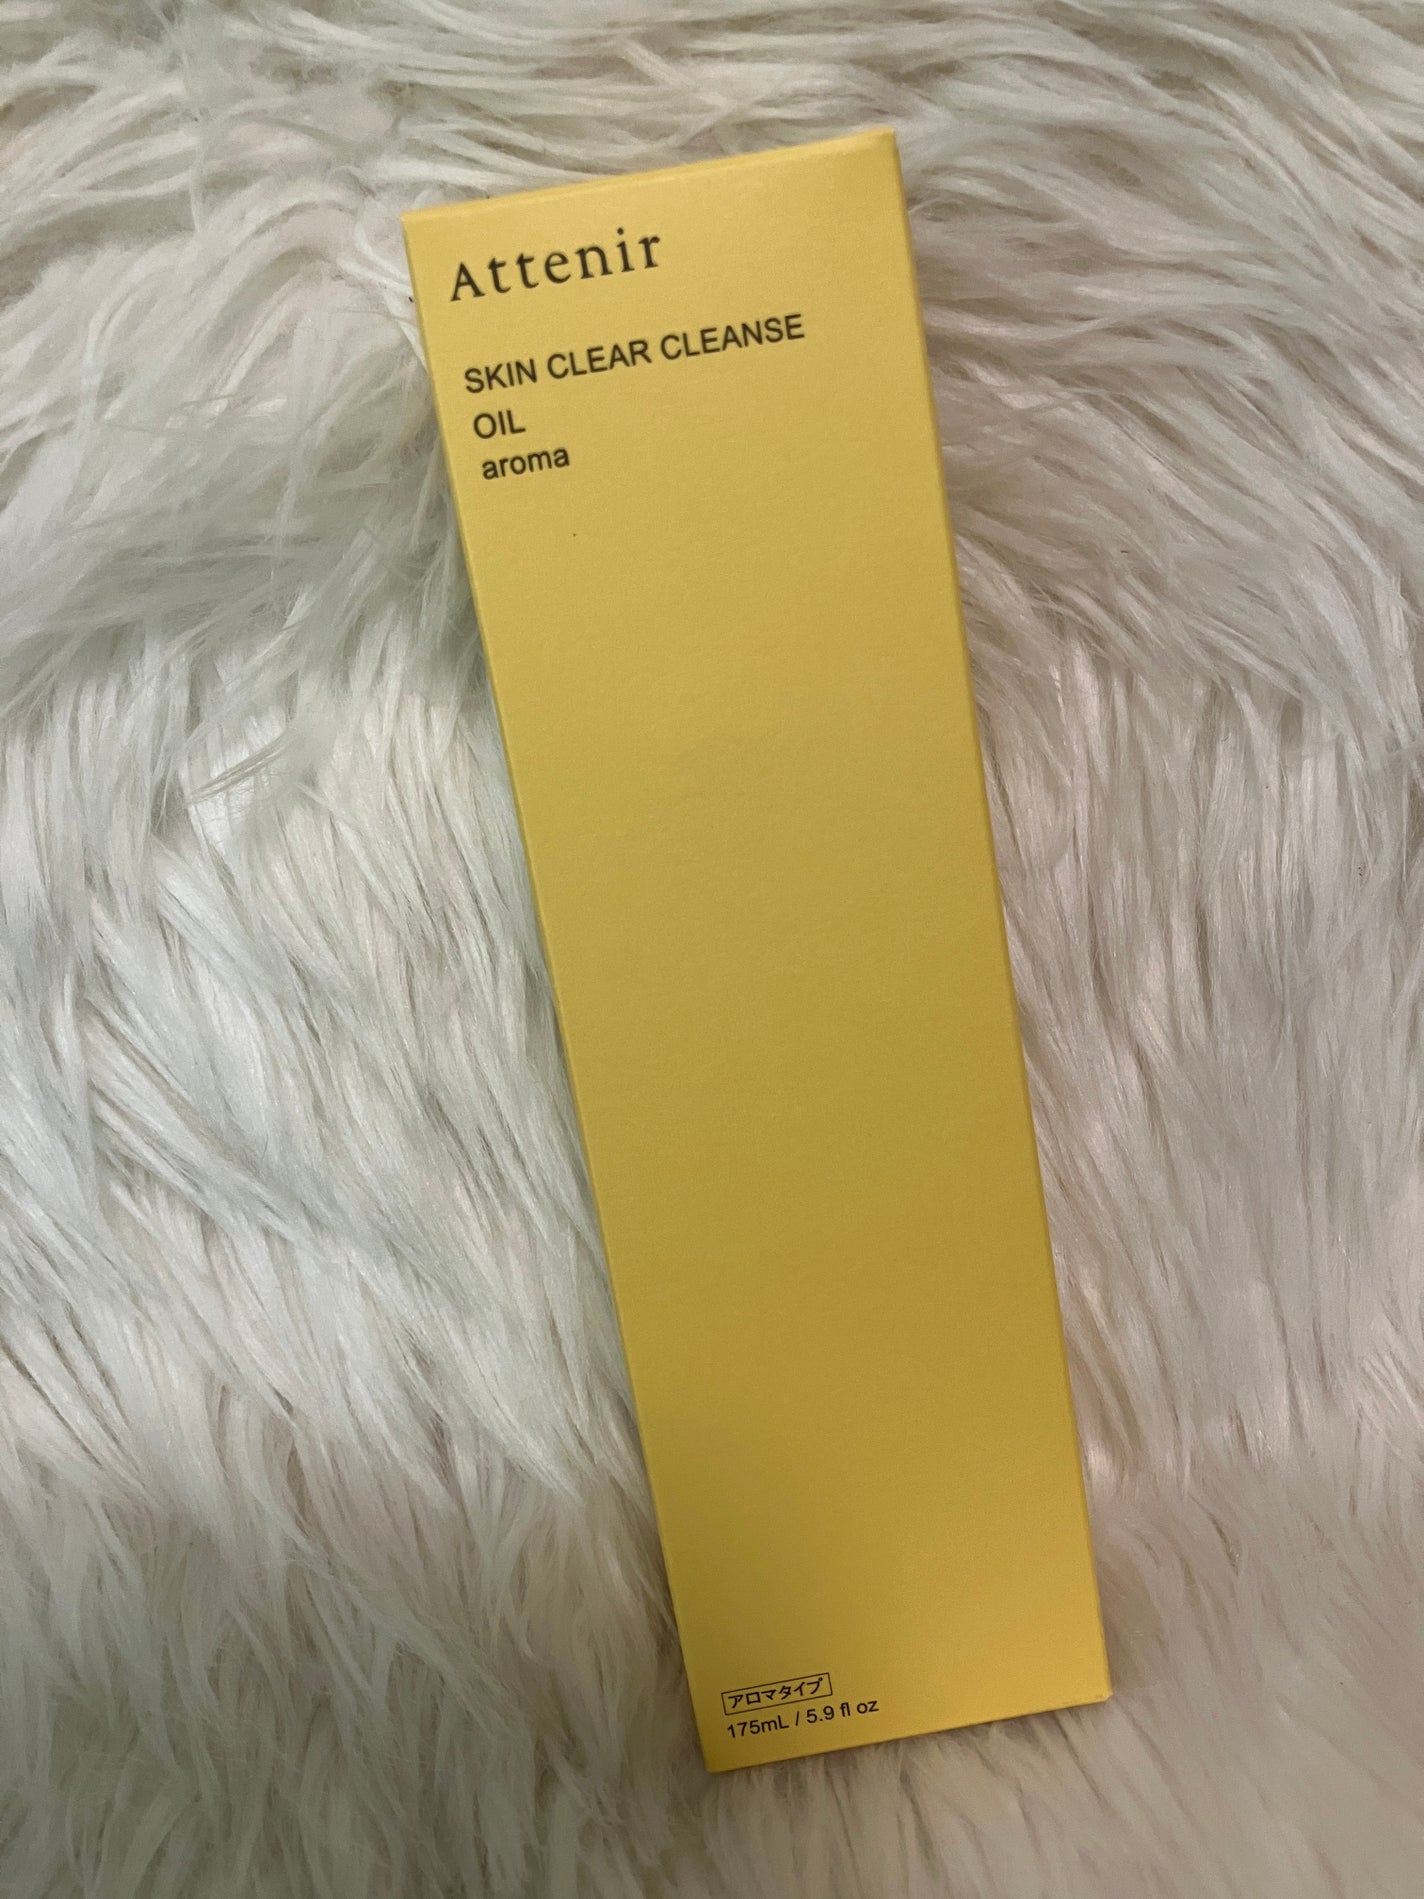 Attenir
SKIN CLEAR CLEANSE
OIL
aroma
アロマタイプ
175mL / 5.9 fl oz